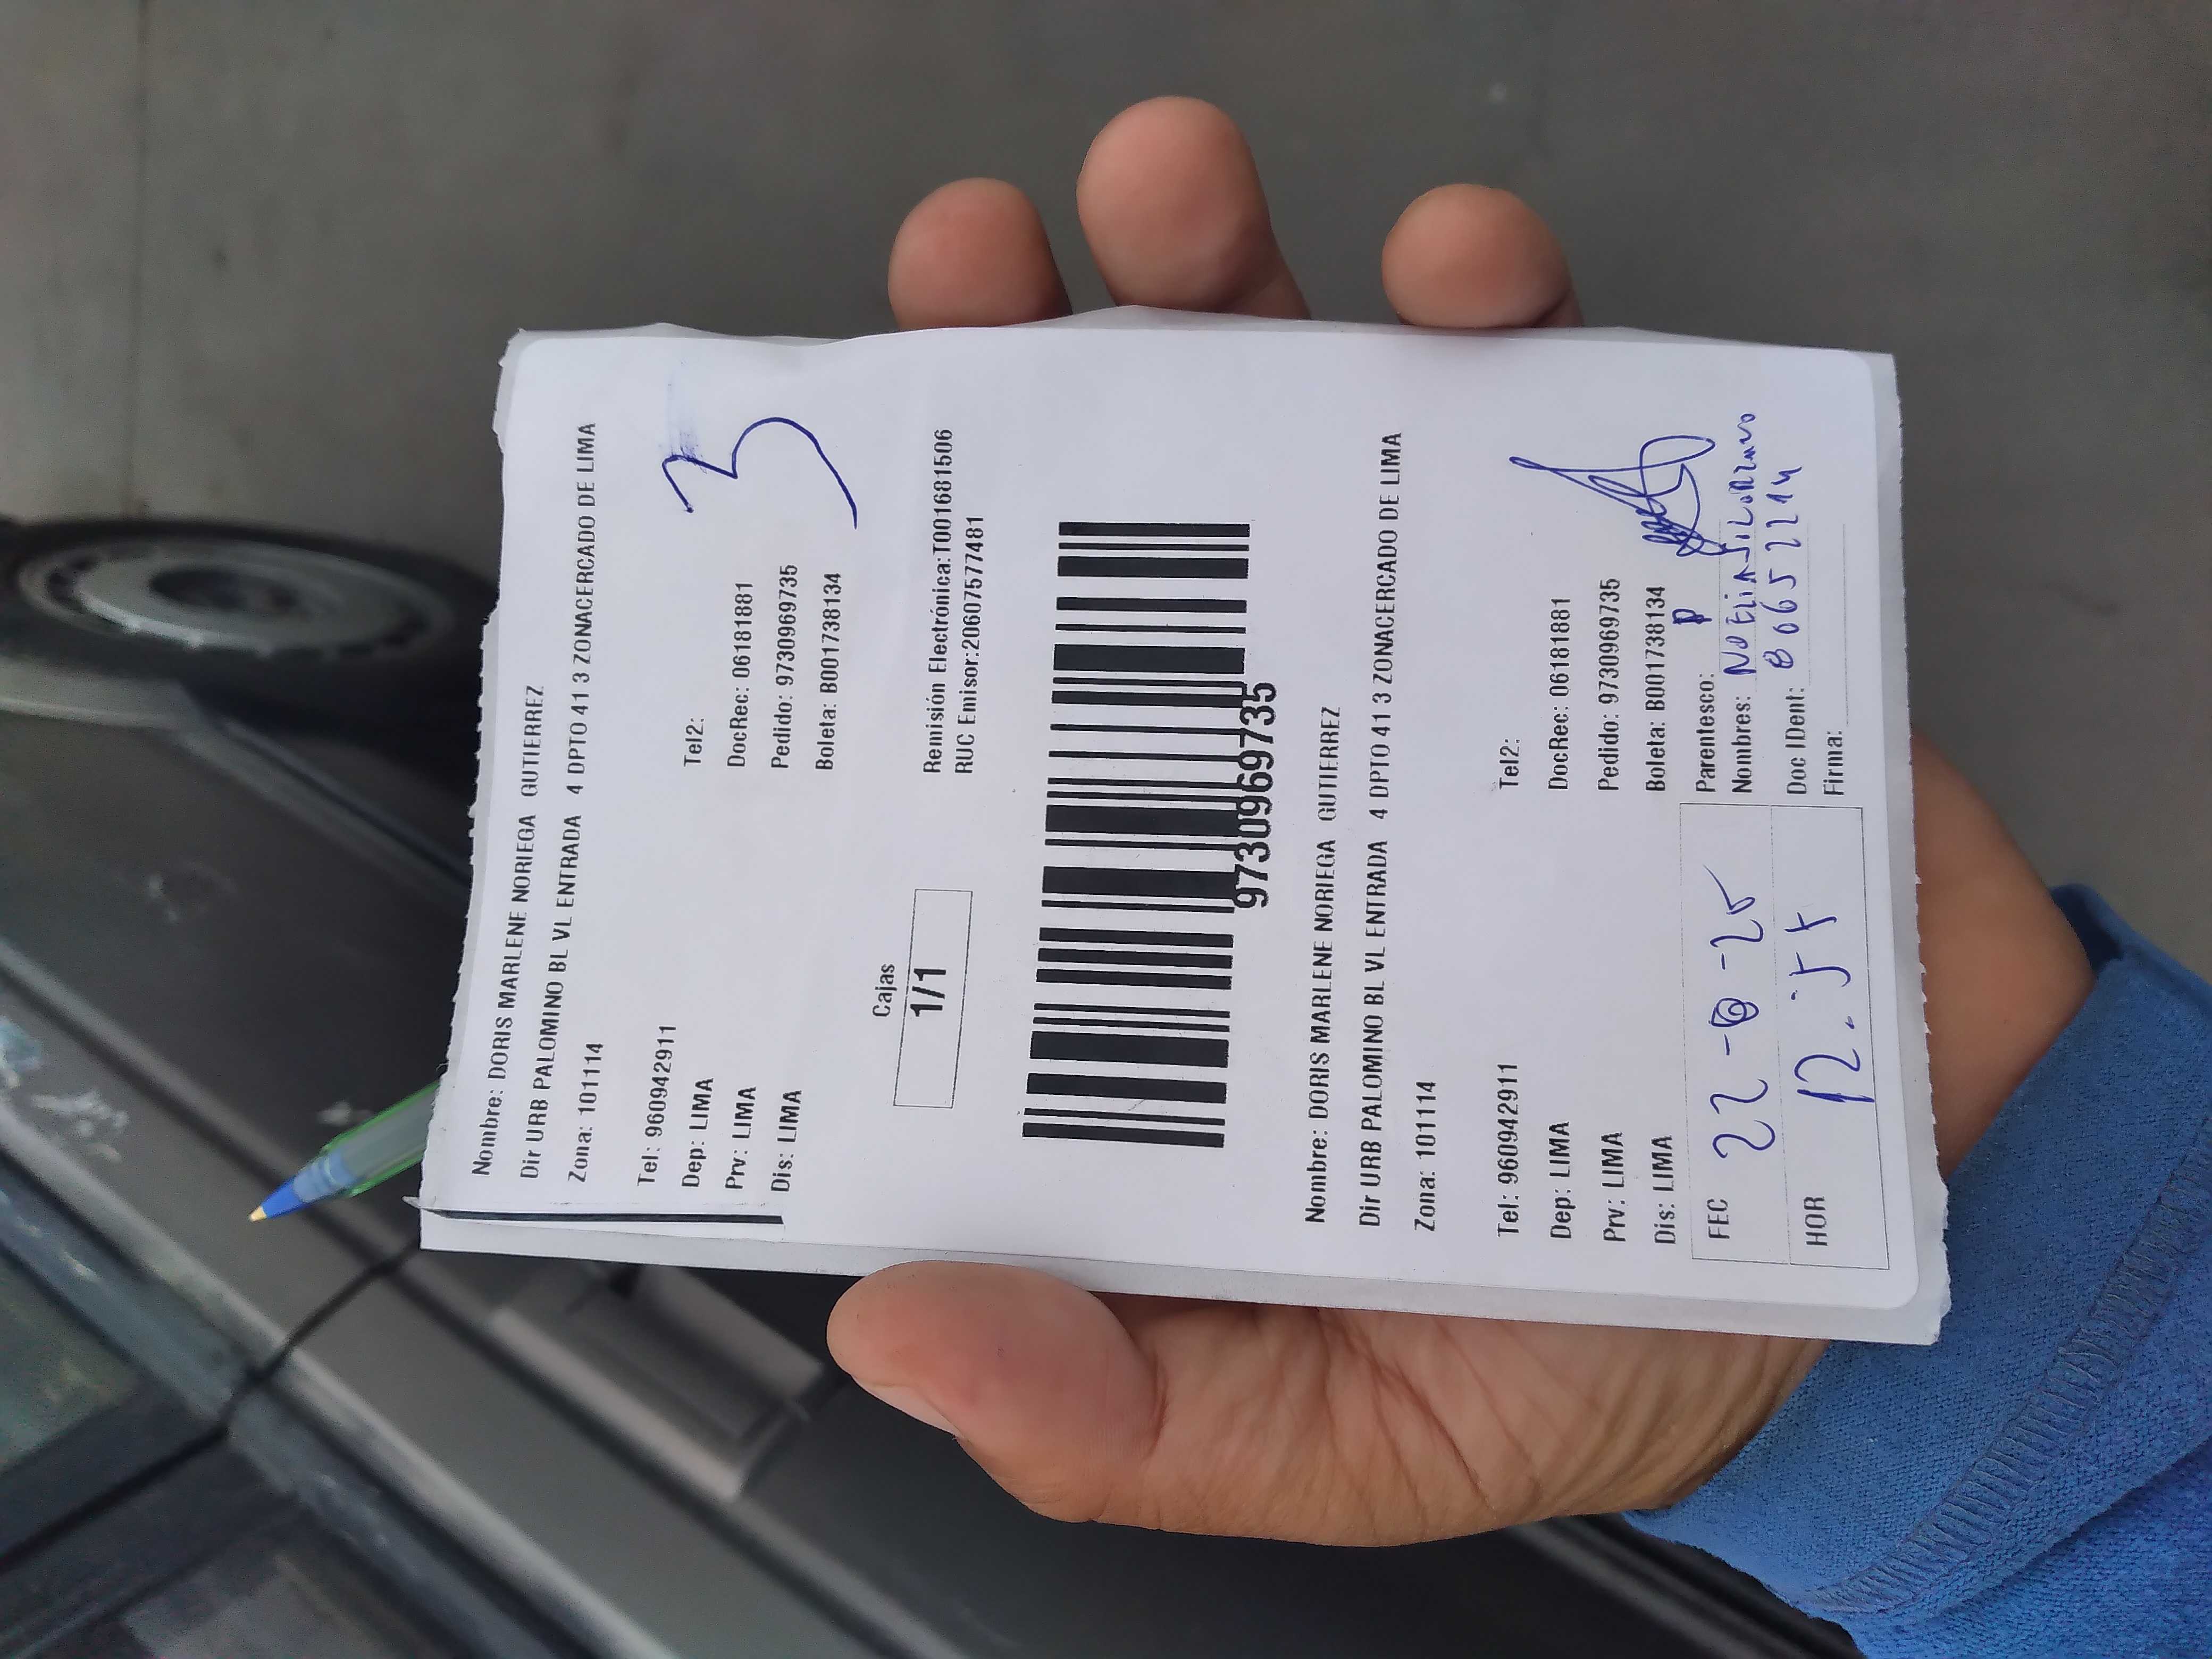 Nombre: DORIS MARLENE NORIEGA GUTIERREZ
Dir URB PALOMINO BL VL ENTRADA 4 DPTO 41 3 ZONACERCADO DE LIMA
Zona: 101114
Tel: 960942911
Tel2:
Dep: LIMA
DocRec: 06181881
Prv: LIMA
Pedido: 9730969735
Dis: LIMA
Boleta: B001738134
3
Cajas
1/1
Remisión Electrónica:T001681506
RUC Emisor:20607577481
9730969735
Nombre: DORIS MARLENE NORIEGA GUTIERREZ
Dir URB PALOMINO BL VL ENTRADA 4 DPTO 41 3 ZONACERCADO DE LIMA
Zona: 101114
Tel: 960942911
Tel2:
Dep: LIMA
DocRec: 06181881
Prv: LIMA
Pedido: 9730969735
Dis: LIMA
Boleta: B001738134
FEC
Parentesco: P
Nombres:
HOR 12:57
Doc IDent: 80652214
Firma: